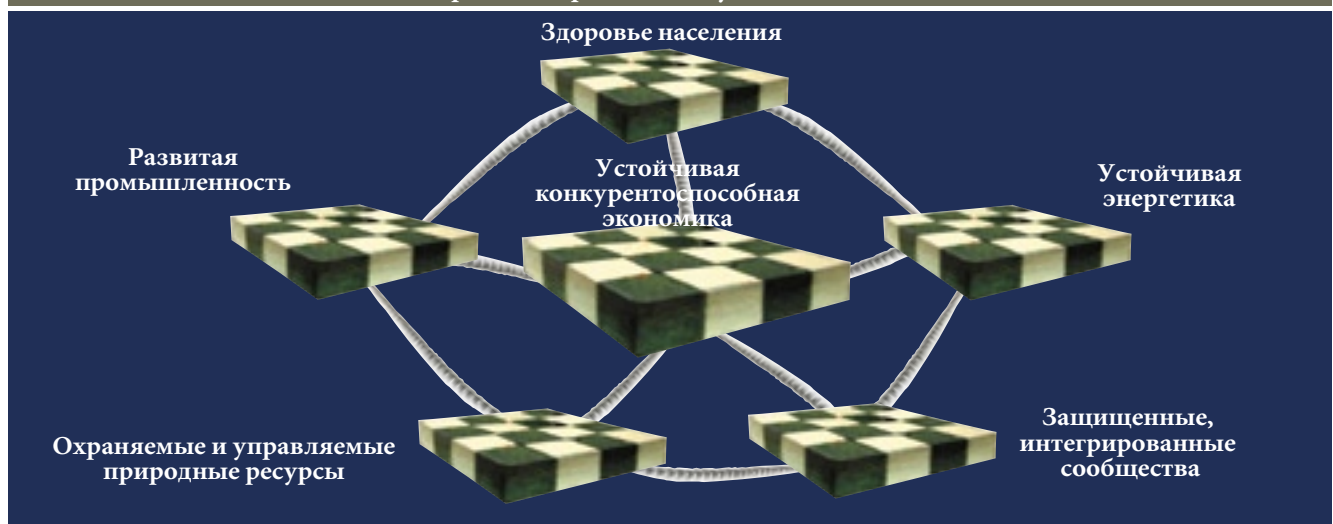 Здоровье населения
Развитая
промышленность
Устойчивая
конкурентоспособная
экономика
Устойчивая
энергетика
Охраняемые и управляемые
природные ресурсы
Защищенные,
интегрированные
сообщества